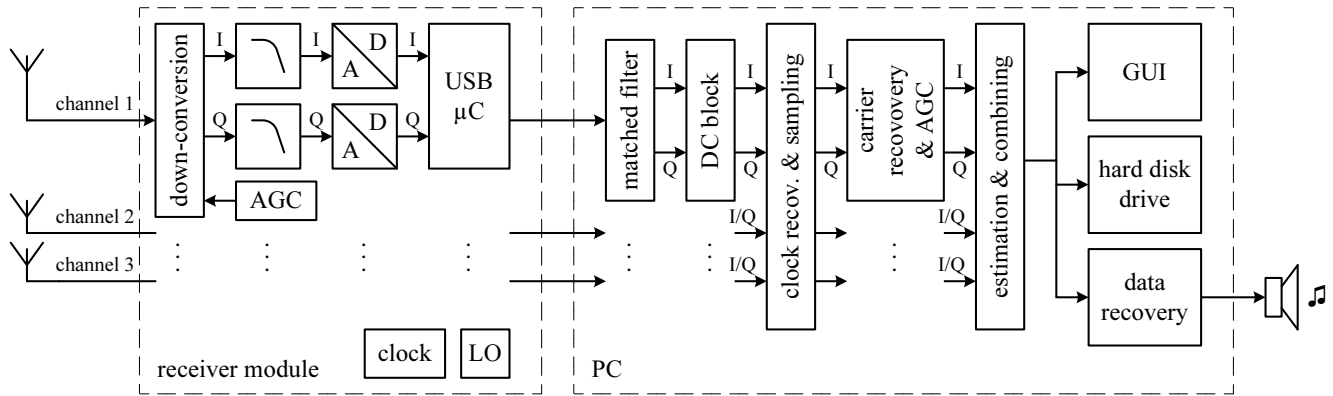 channel 1
channel 2
channel 3
down-conversion
I
I
I
Q
Q
Q
D
A
D
A
AGC
USB
µC
clock
LO
receiver module
matched filter
I
Q
DC block
I
Q
I/Q
I/Q
clock recov. & sampling
I
Q
carrier
recovovery
& AGC
I
Q
I/Q
I/Q
estimation & combining
GUI
hard disk
drive
data
recovery
PC